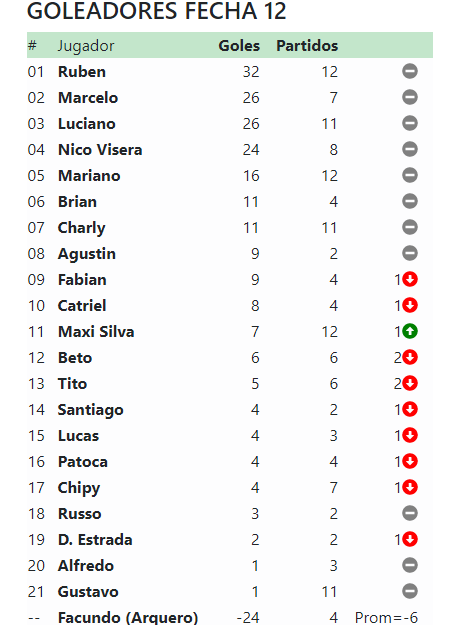 GOLEADORES FECHA 12
# Jugador Goles Partidos
01 Ruben 32 12
02 Marcelo 26 7
03 Luciano 26 11
04 Nico Visera 24 8
05 Mariano 16 12
06 Brian 11 4
07 Charly 11 11
08 Agustin 9 2
09 Fabian 9 4 1
10 Catriel 8 4 1
11 Maxi Silva 7 12 1
12 Beto 6 6 2
13 Tito 5 6 2
14 Santiago 4 2 1
15 Lucas 4 3 1
16 Patoca 4 4 1
17 Chipy 4 7 1
18 Russo 3 2
19 D. Estrada 2 2 1
20 Alfredo 1 3
21 Gustavo 1 11
-- Facundo (Arquero) -24 4 Prom=-6